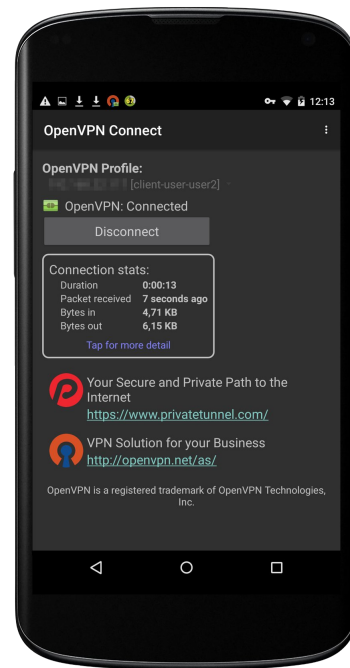 12:13
OpenVPN Connect
OpenVPN Profile:
[client-user-user2]
OpenVPN: Connected
Disconnect
Connection stats:
Duration 0:00:13
Packet received 7 seconds ago
Bytes in 4,71 KB
Bytes out 6,15 KB
Tap for more detail
Your Secure and Private Path to the
Internet
https://www.privatetunnel.com/
VPN Solution for your Business
http://openvpn.net/as/
OpenVPN is a registered trademark of OpenVPN Technologies,
Inc.